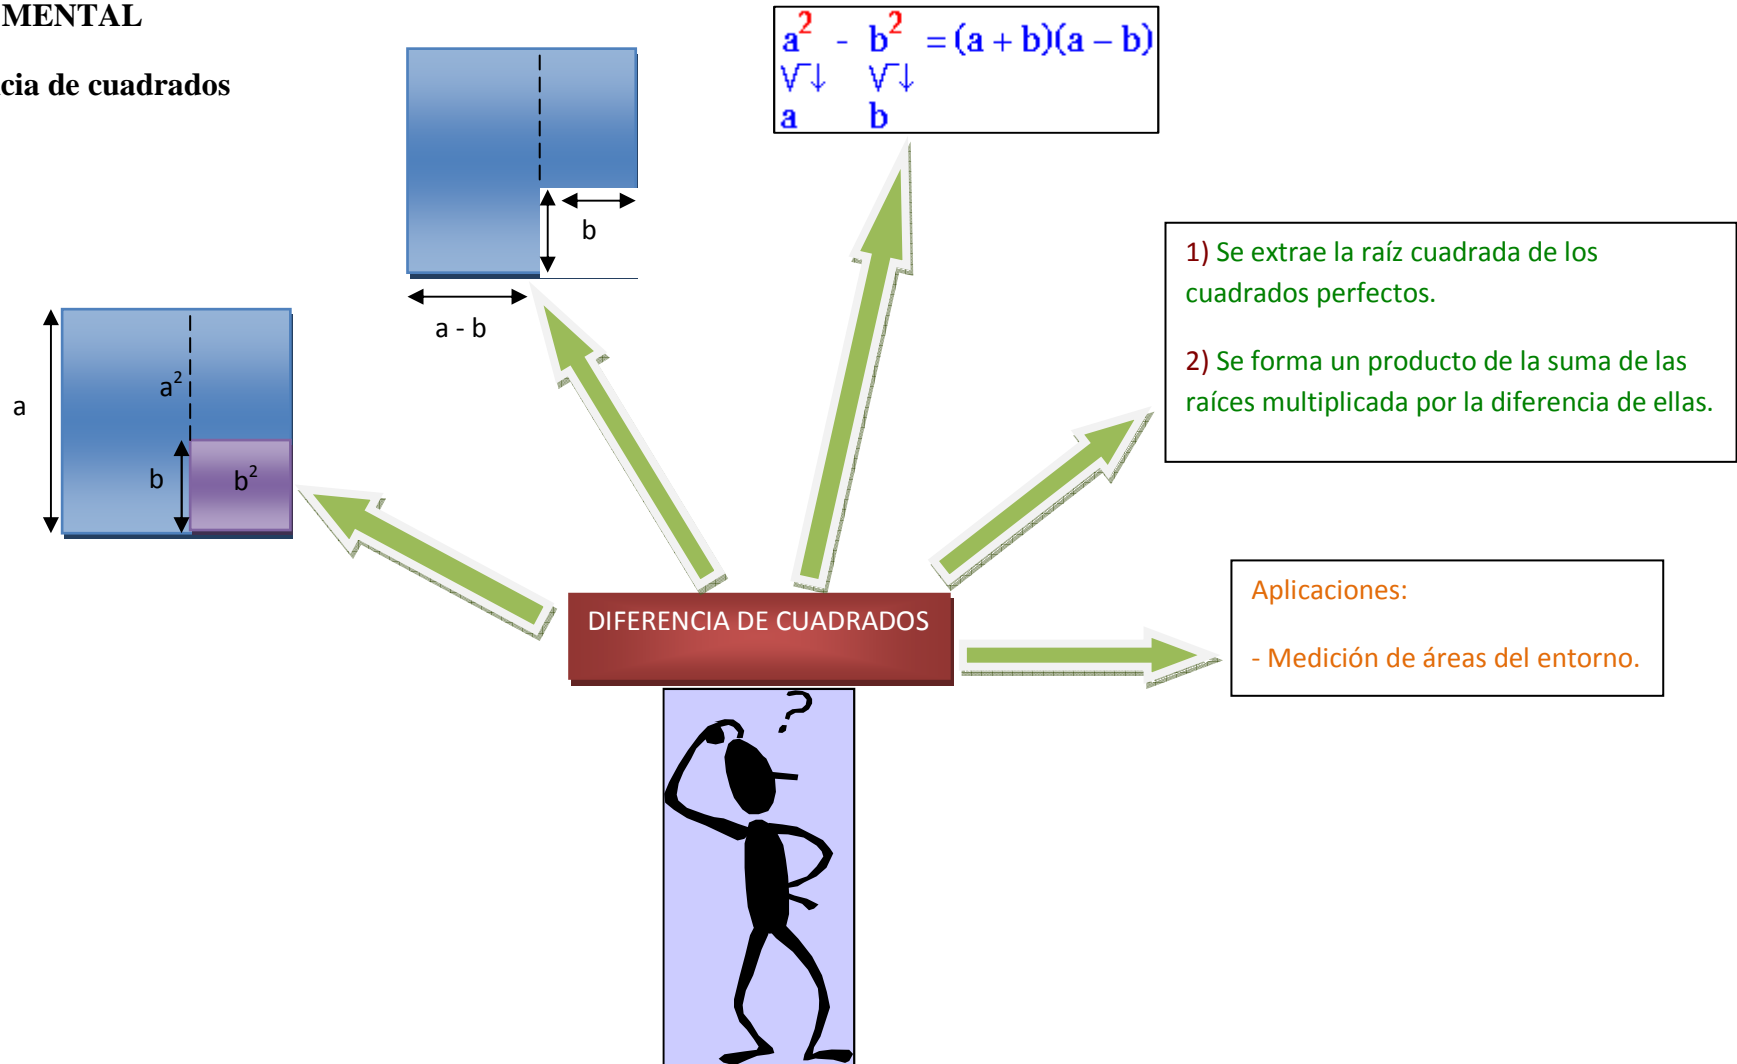 MENTAL
cia de cuadrados
a² - b² = (a + b)(a - b)
√↓ √↓
a b
b
a - b
1) Se extrae la raíz cuadrada de los
cuadrados perfectos.
2) Se forma un producto de la suma de las
raíces multiplicada por la diferencia de ellas.
a
a²
b
b²
DIFERENCIA DE CUADRADOS
Aplicaciones:
- Medición de áreas del entorno.
?